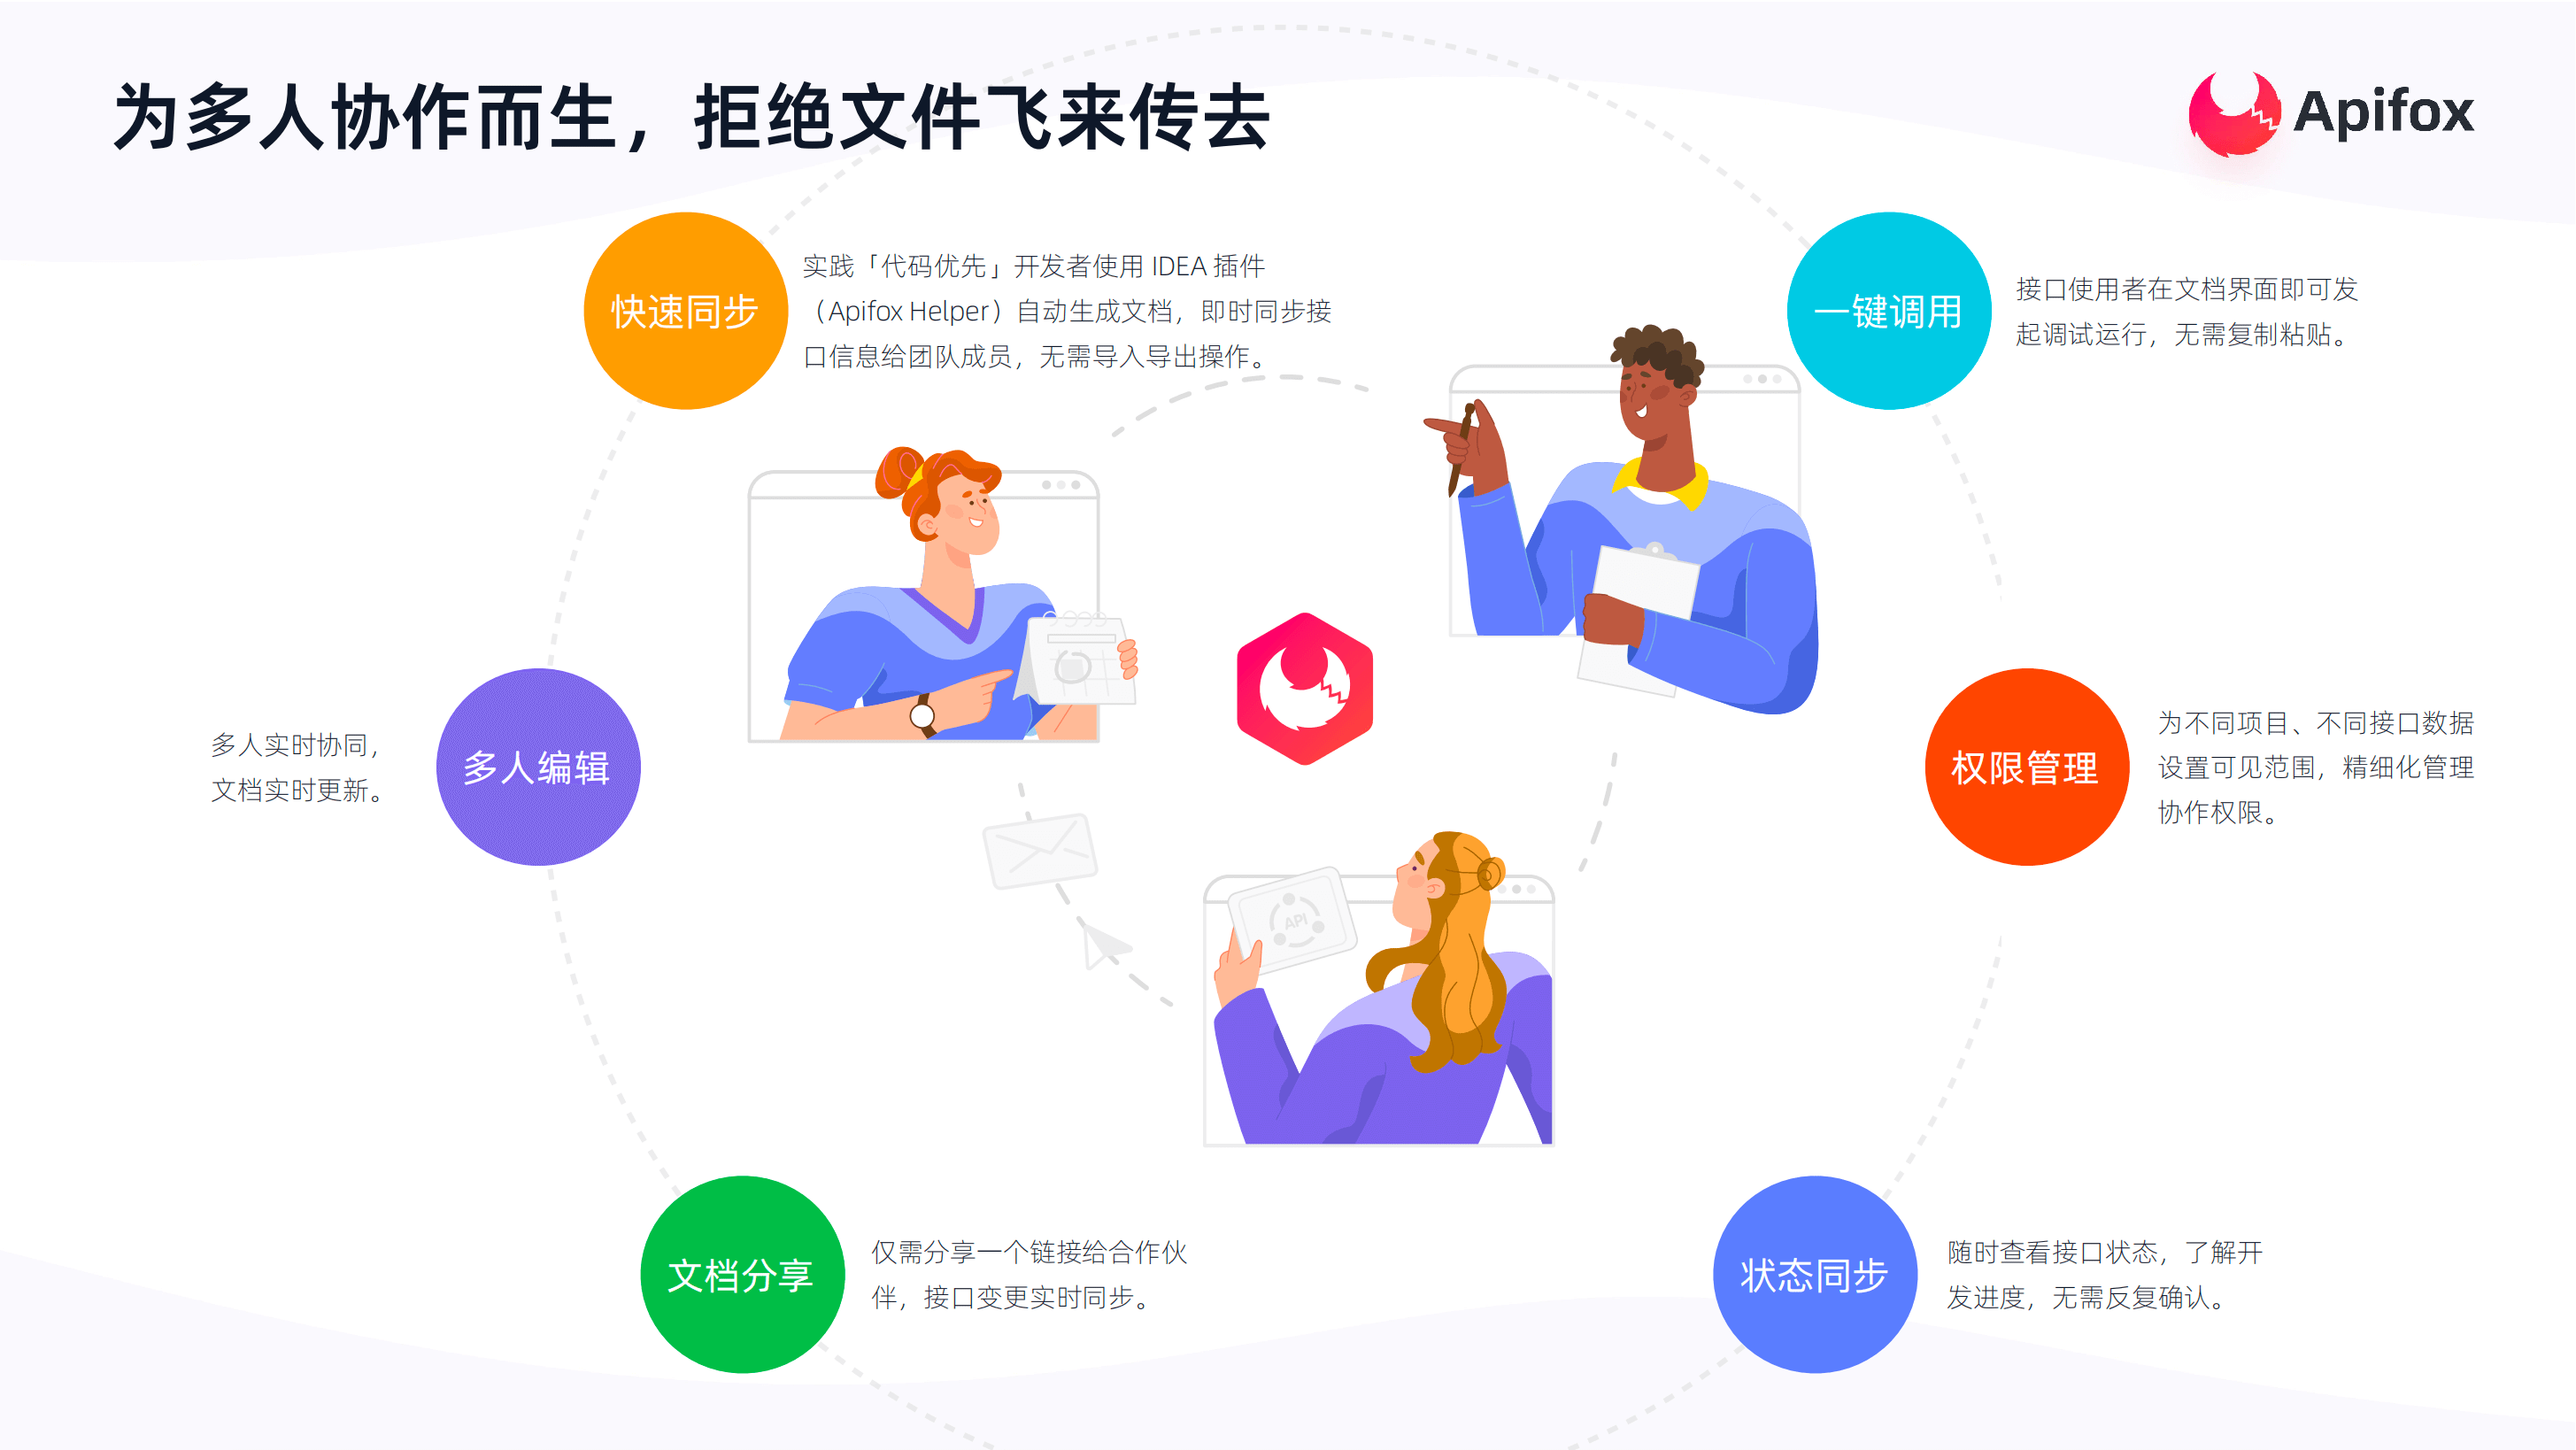 为多人协作而生，拒绝文件飞来传去
Apifox
快速同步
实践「代码优先」开发者使用 IDEA 插件
（Apifox Helper）自动生成文档，即时同步接
口信息给团队成员，无需导入导出操作。
一键调用
接口使用者在文档界面即可发
起调试运行，无需复制粘贴。
多人实时协同，
文档实时更新。
多人编辑
权限管理
为不同项目、不同接口数据
设置可见范围，精细化管理
协作权限。
API
文档分享
仅需分享一个链接给合作伙
伴，接口变更实时同步。
状态同步
随时查看接口状态，了解开
发进度，无需反复确认。